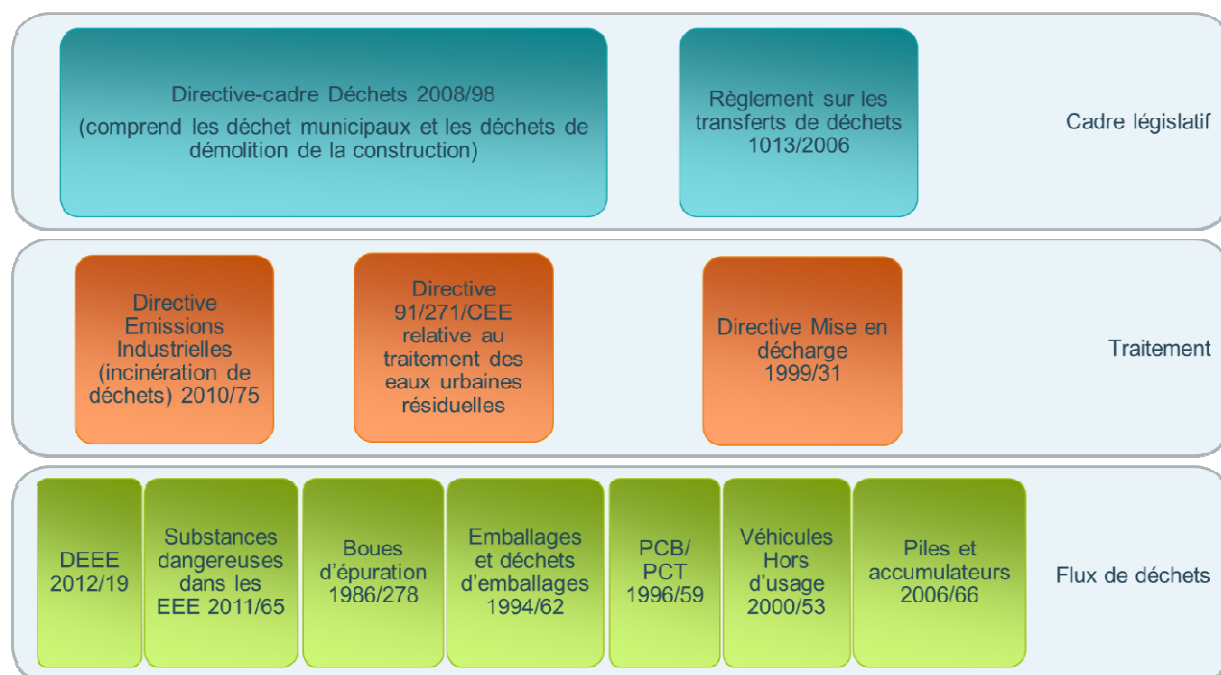 Directive-cadre Déchets 2008/98
(comprend les déchet municipaux et les déchets de
démolition de la construction)
Règlement sur les
transferts de déchets
1013/2006
Cadre législatif
Directive
Emissions
Industrielles
(incinération de
déchets) 2010/75
Directive
91/271/CEE
relative au
traitement des
eaux urbaines
résiduelles
Directive Mise en
décharge
1999/31
Traitement
DEEE
2012/19
Substances
dangereuses
dans les
EEE 2011/65
Boues
d'épuration
1986/278
Emballages
et déchets
d'emballages
1994/62
PCB/
PCT
1996/59
Véhicules
Hors
d'usage
2000/53
Piles et
accumulateurs
2006/66
Flux de déchets